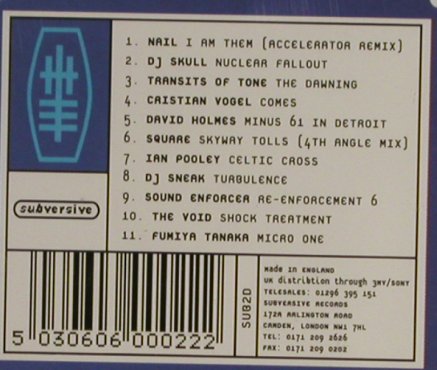 1. NAIL I AM THEM (ACCELERATOR REMIX)
2. DJ SKULL NUCLEAR FALLOUT
3. TRANSITS OF TONE THE DAWNING
4. CRISTIAN VOGEL COMES
5. DAVID HOLMES MINUS 61 IN DETROIT
6. SQUARE SKYWAY TOLLS (4TH ANGLE MIX)
7. IAN POOLEY CELTIC CROSS
8. DJ SNEAK TURBULENCE
9. SOUND ENFORCER RE-ENFORCEMENT 6
10. THE VOID SHOCK TREATMENT
11. FUMIYA TANAKA MICRO ONE
subversive
5 030606 000222
SUB2D
MADE IN ENGLAND
UK DISTRIBTION THROUGH 3MV/SONY
TELESALES: 01296 395 151
SUBVERSIVE RECORDS
172A ARLINGTON ROAD
CAMDEN, LONDON NW1 7HL
TEL: 0171 209 2626
FAX: 0171 209 0202